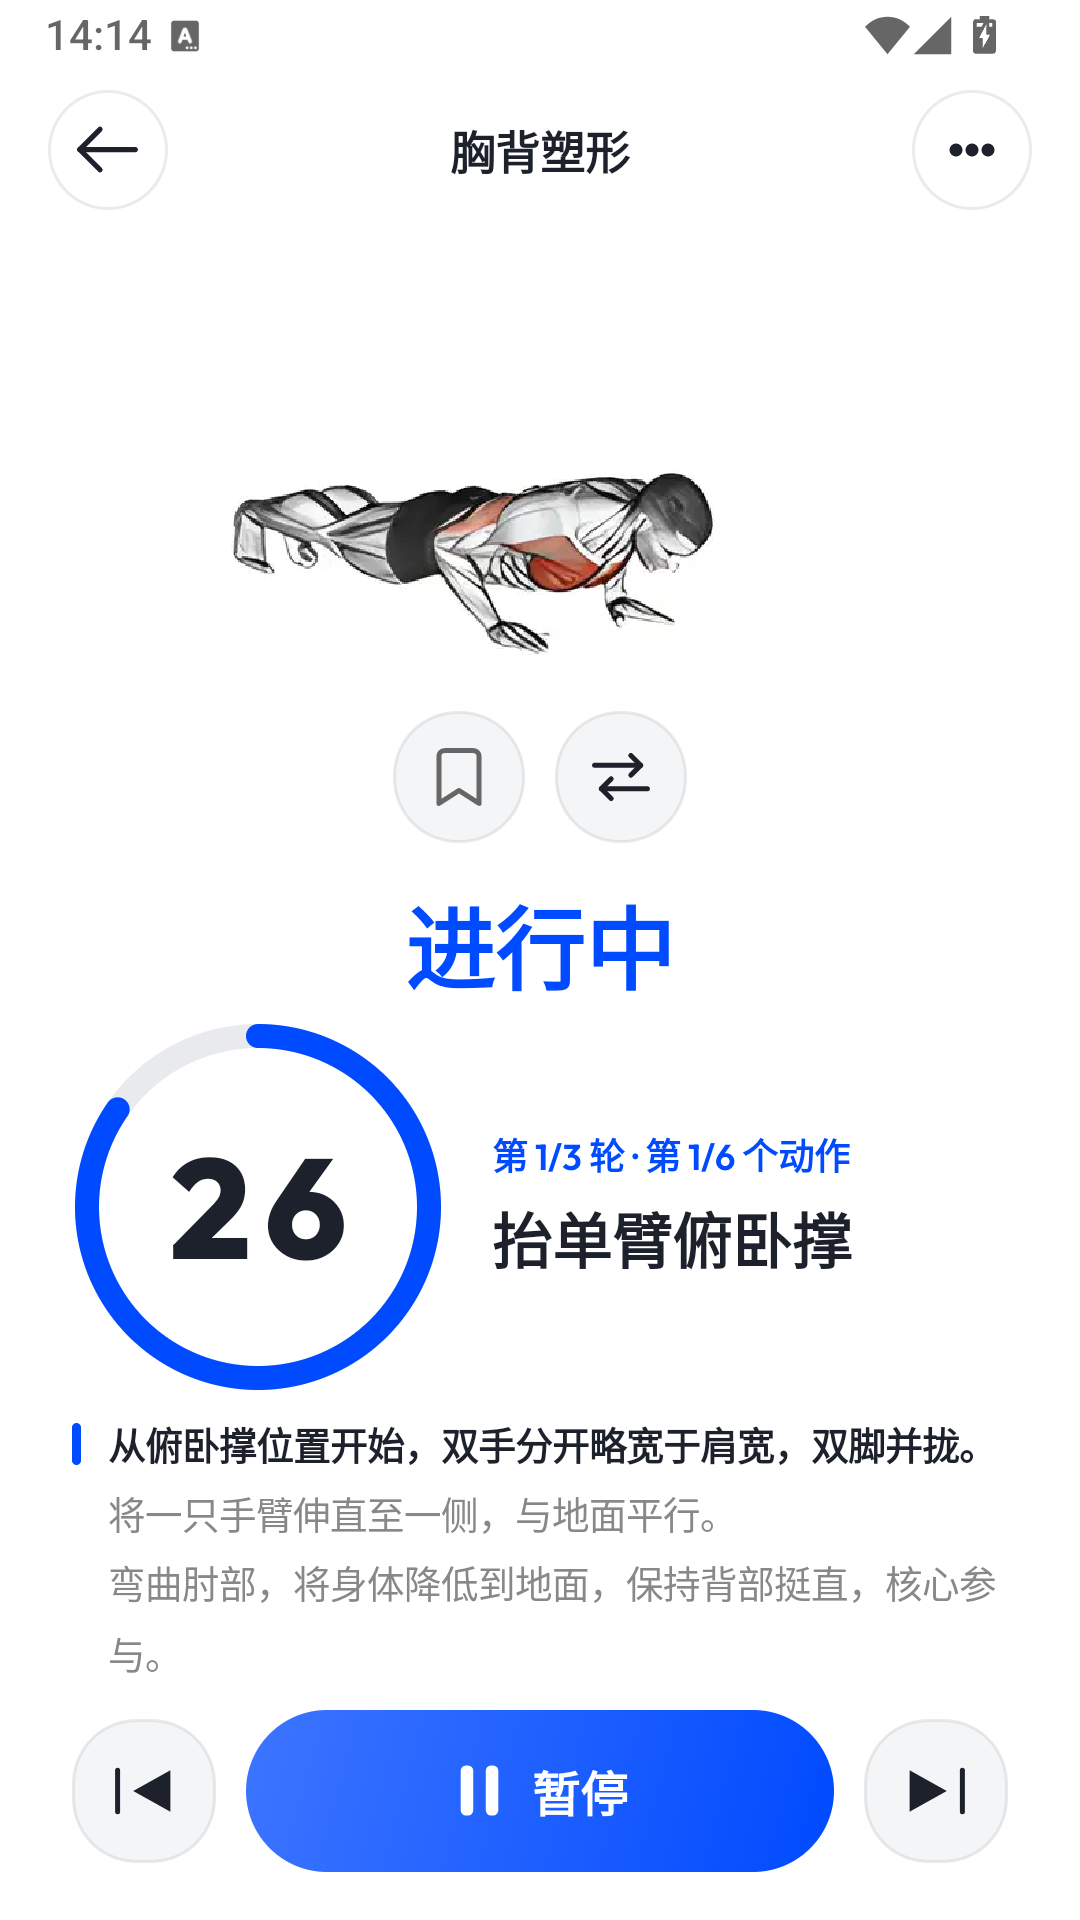 14:14
胸背塑形
进行中
26
第 1/3 轮 · 第 1/6 个动作
抬单臂俯卧撑
从俯卧撑位置开始，双手分开略宽于肩宽，双脚并拢。
将一只手臂伸直至一侧，与地面平行。
弯曲肘部，将身体降低到地面，保持背部挺直，核心参
与。
暂停